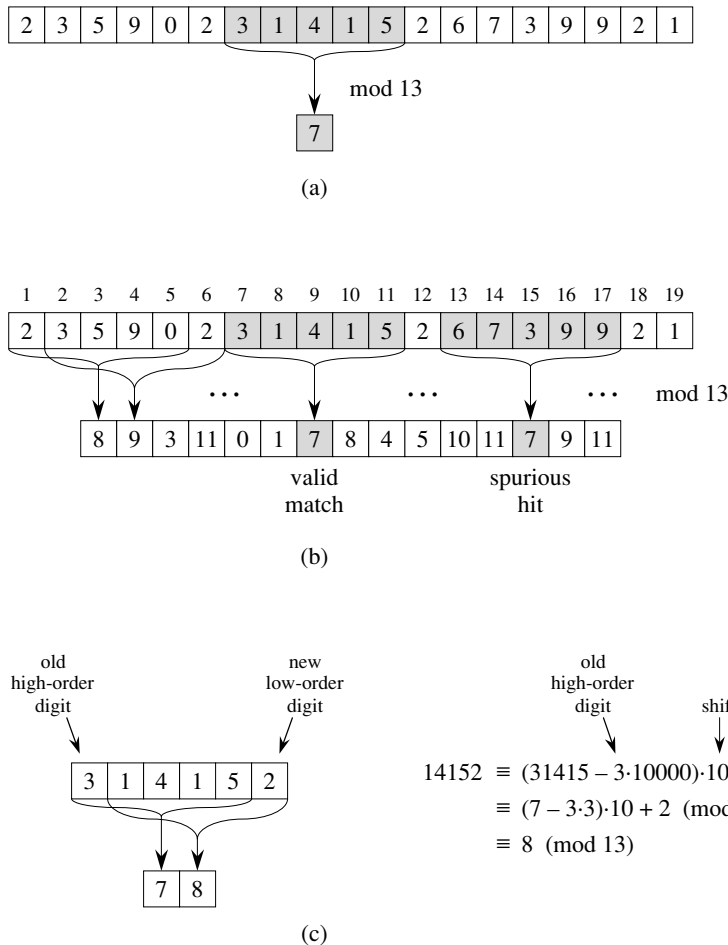 2 3 5 9 0 2 3 1 4 1 5 2 6 7 3 9 9 2 1
mod 13
7
(a)
1 2 3 4 5 6 7 8 9 10 11 12 13 14 15 16 17 18 19
2 3 5 9 0 2 3 1 4 1 5 2 6 7 3 9 9 2 1
… … … mod 13
8 9 3 11 0 1 7 8 4 5 10 11 7 9 11
valid spurious
match hit
(b)
old new old
high-order low-order high-order
digit digit digit shif
3 1 4 1 5 2
14152 ≡ (31415 – 3·10000)·10
≡ (7 – 3·3)·10 + 2 (mod
≡ 8 (mod 13)
7 8
(c)